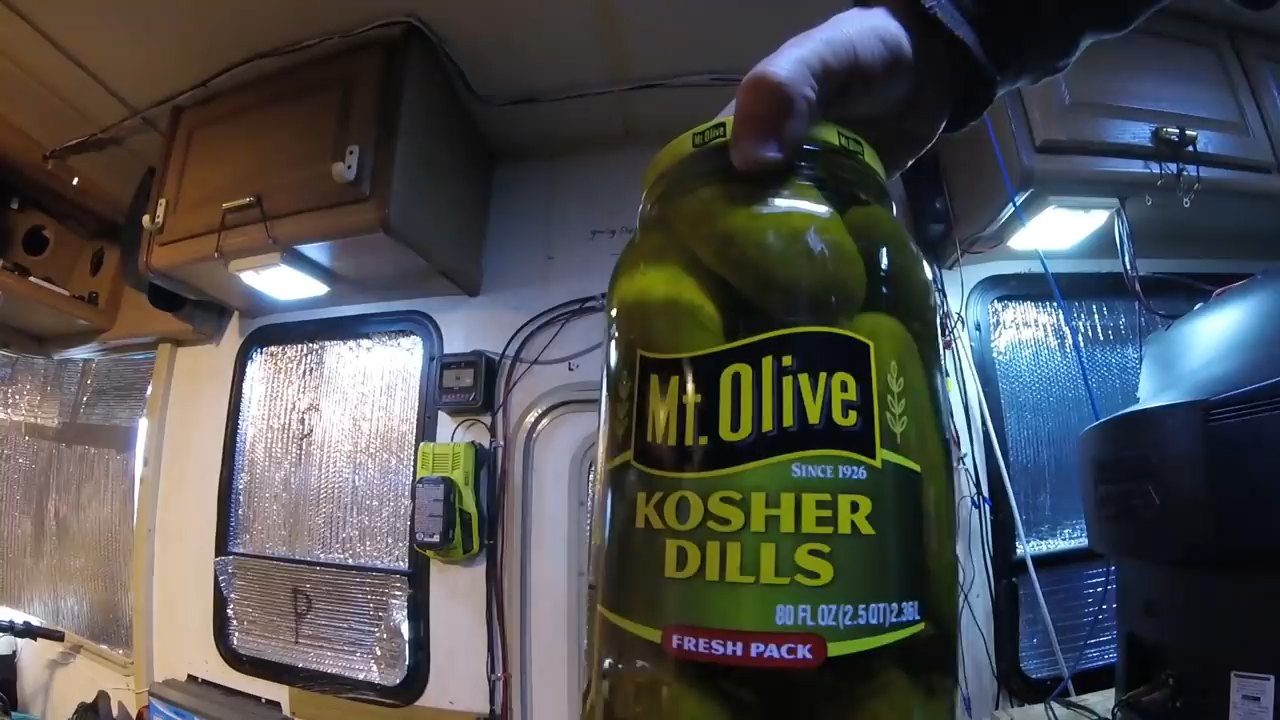 Mt. Olive
Mt. Olive
Mt. Olive
SINCE 1926
KOSHER
DILLS
80 FL OZ (2.5 QT) 2.36L
FRESH PACK
P